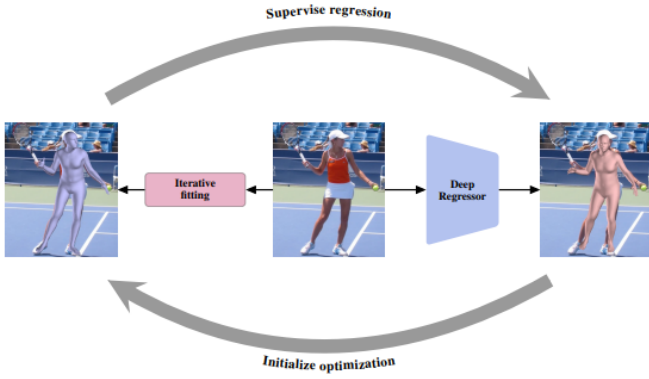 Supervise regression
Iterative
fitting
Deep
Regressor
Initialize optimization